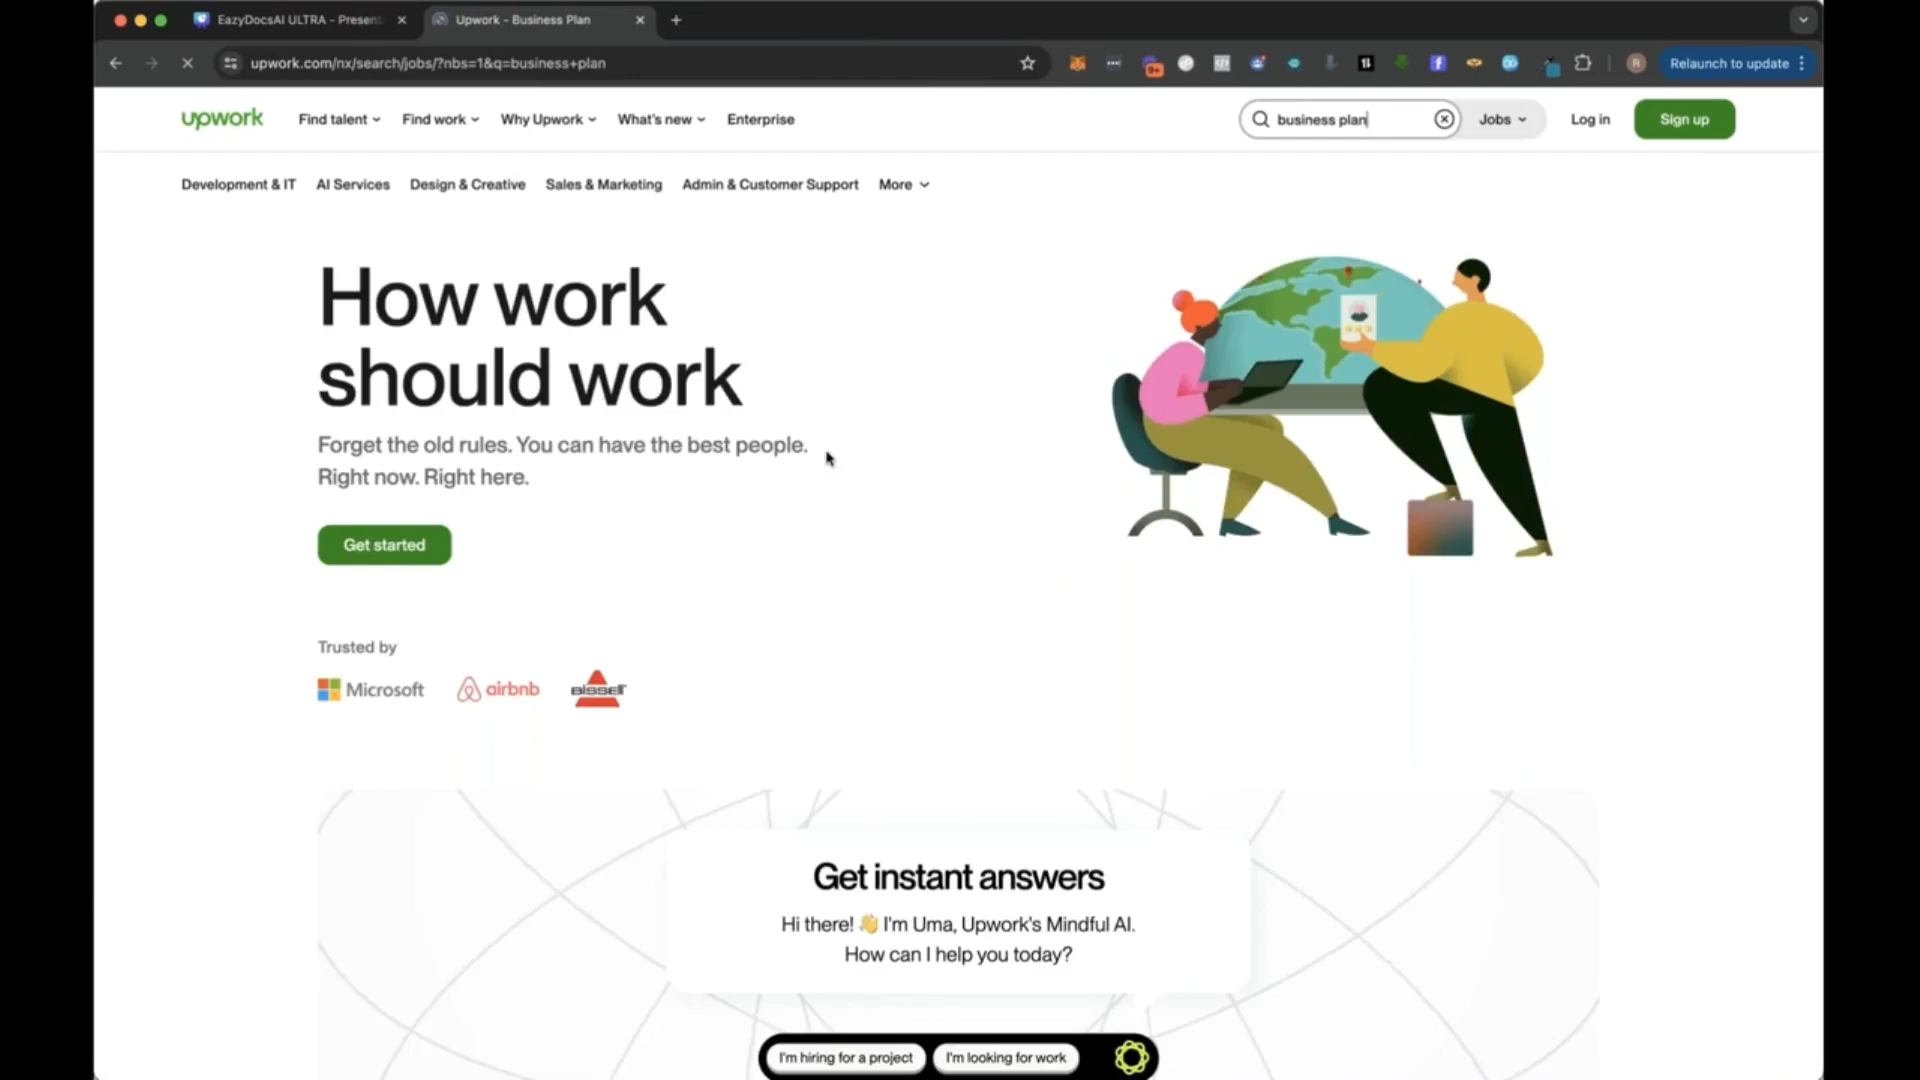 EazyDocsAI ULTRA - Present
Upwork - Business Plan
upwork.com/nx/search/jobs/?nbs=1&q=business+plan
9+
R
Relaunch to update
upwork
Find talent
Find work
Why Upwork
What's new
Enterprise
business plan
Jobs
Log in
Sign up
Development & IT
AI Services
Design & Creative
Sales & Marketing
Admin & Customer Support
More
How work
should work
Forget the old rules. You can have the best people.
Right now. Right here.
Get started
Trusted by
Microsoft
airbnb
BISSELL
Get instant answers
Hi there! 👋 I'm Uma, Upwork's Mindful AI.
How can I help you today?
I'm hiring for a project
I'm looking for work